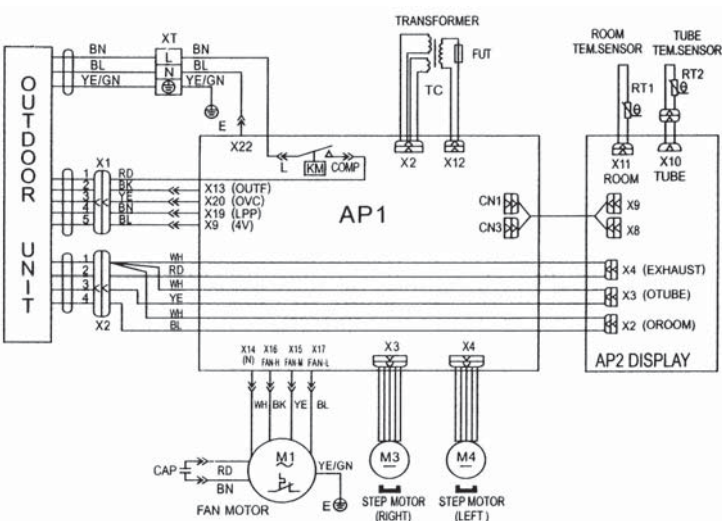 TRANSFORMER
ROOM
TEM.SENSOR
TUBE
TEM.SENSOR
XT
BN
L
BN
BL
N
BL
YE/GN
YE/GN
E
FUT
TC
RT1
θ
RT2
θ
OUTDOOR UNIT
X22
X2
X12
X11
ROOM
X10
TUBE
L
KM
COMP
X1
1
RD
2
BK
X13 (OUTF)
3
YE
X20 (OVC)
4
BN
X19 (LPP)
5
BL
X9 (4V)
AP1
CN1
CN3
X9
X8
1
WH
2
RD
X4 (EXHAUST)
3
WH
YE
X3 (OTUBE)
4
WH
BL
X2 (OROOM)
X2
AP2 DISPLAY
X14
(N)
X16
FAN-H
X15
FAN-M
X17
FAN-L
X3
X4
WH
BK
YE
BL
M1
M3
M4
CAP
RD
BN
YE/GN
E
FAN MOTOR
STEP MOTOR
(RIGHT)
STEP MOTOR
(LEFT)